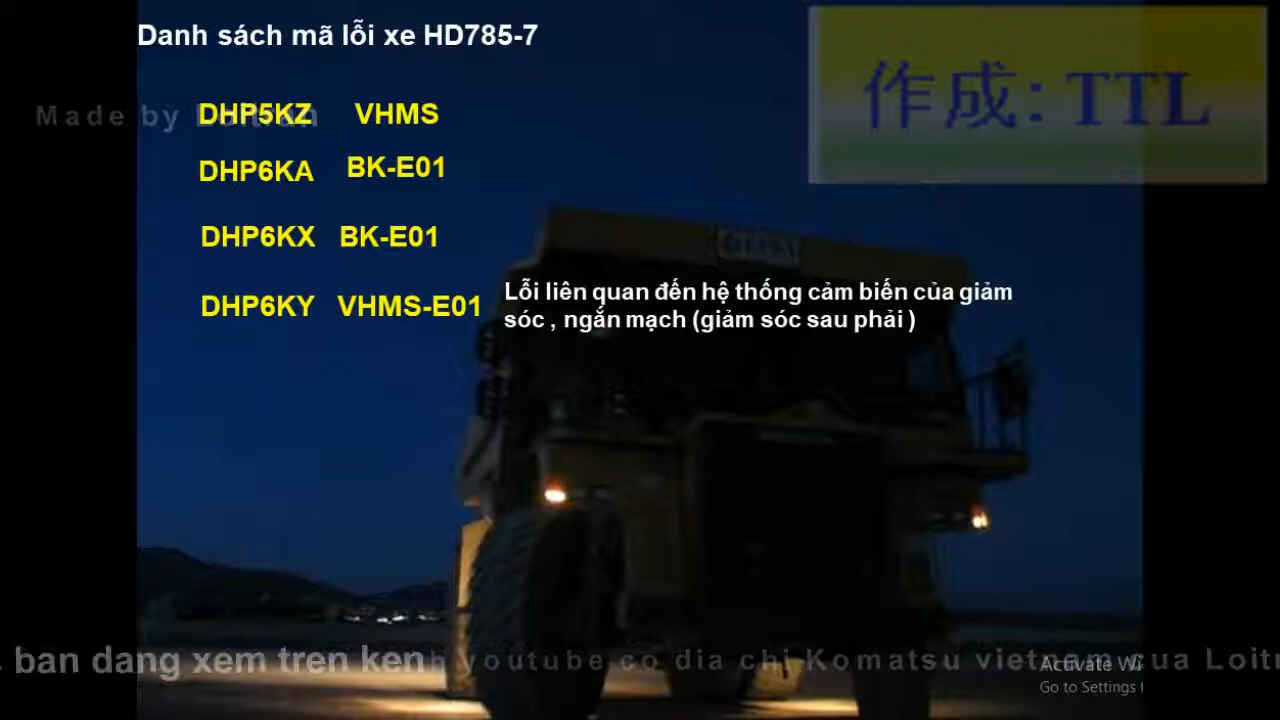 Danh sách mã lỗi xe HD785-7
作成: TTL
Made by Loitran
DHP5KZ VHMS
DHP6KA BK-E01
DHP6KX BK-E01
DHP6KY VHMS-E01
Lỗi liên quan đến hệ thống cảm biến của giảm
sóc , ngắn mạch (giảm sóc sau phải )
ban dang xem tren kenh youtube co dia chi Komatsu vietnam cua
Activate
Go to Settings